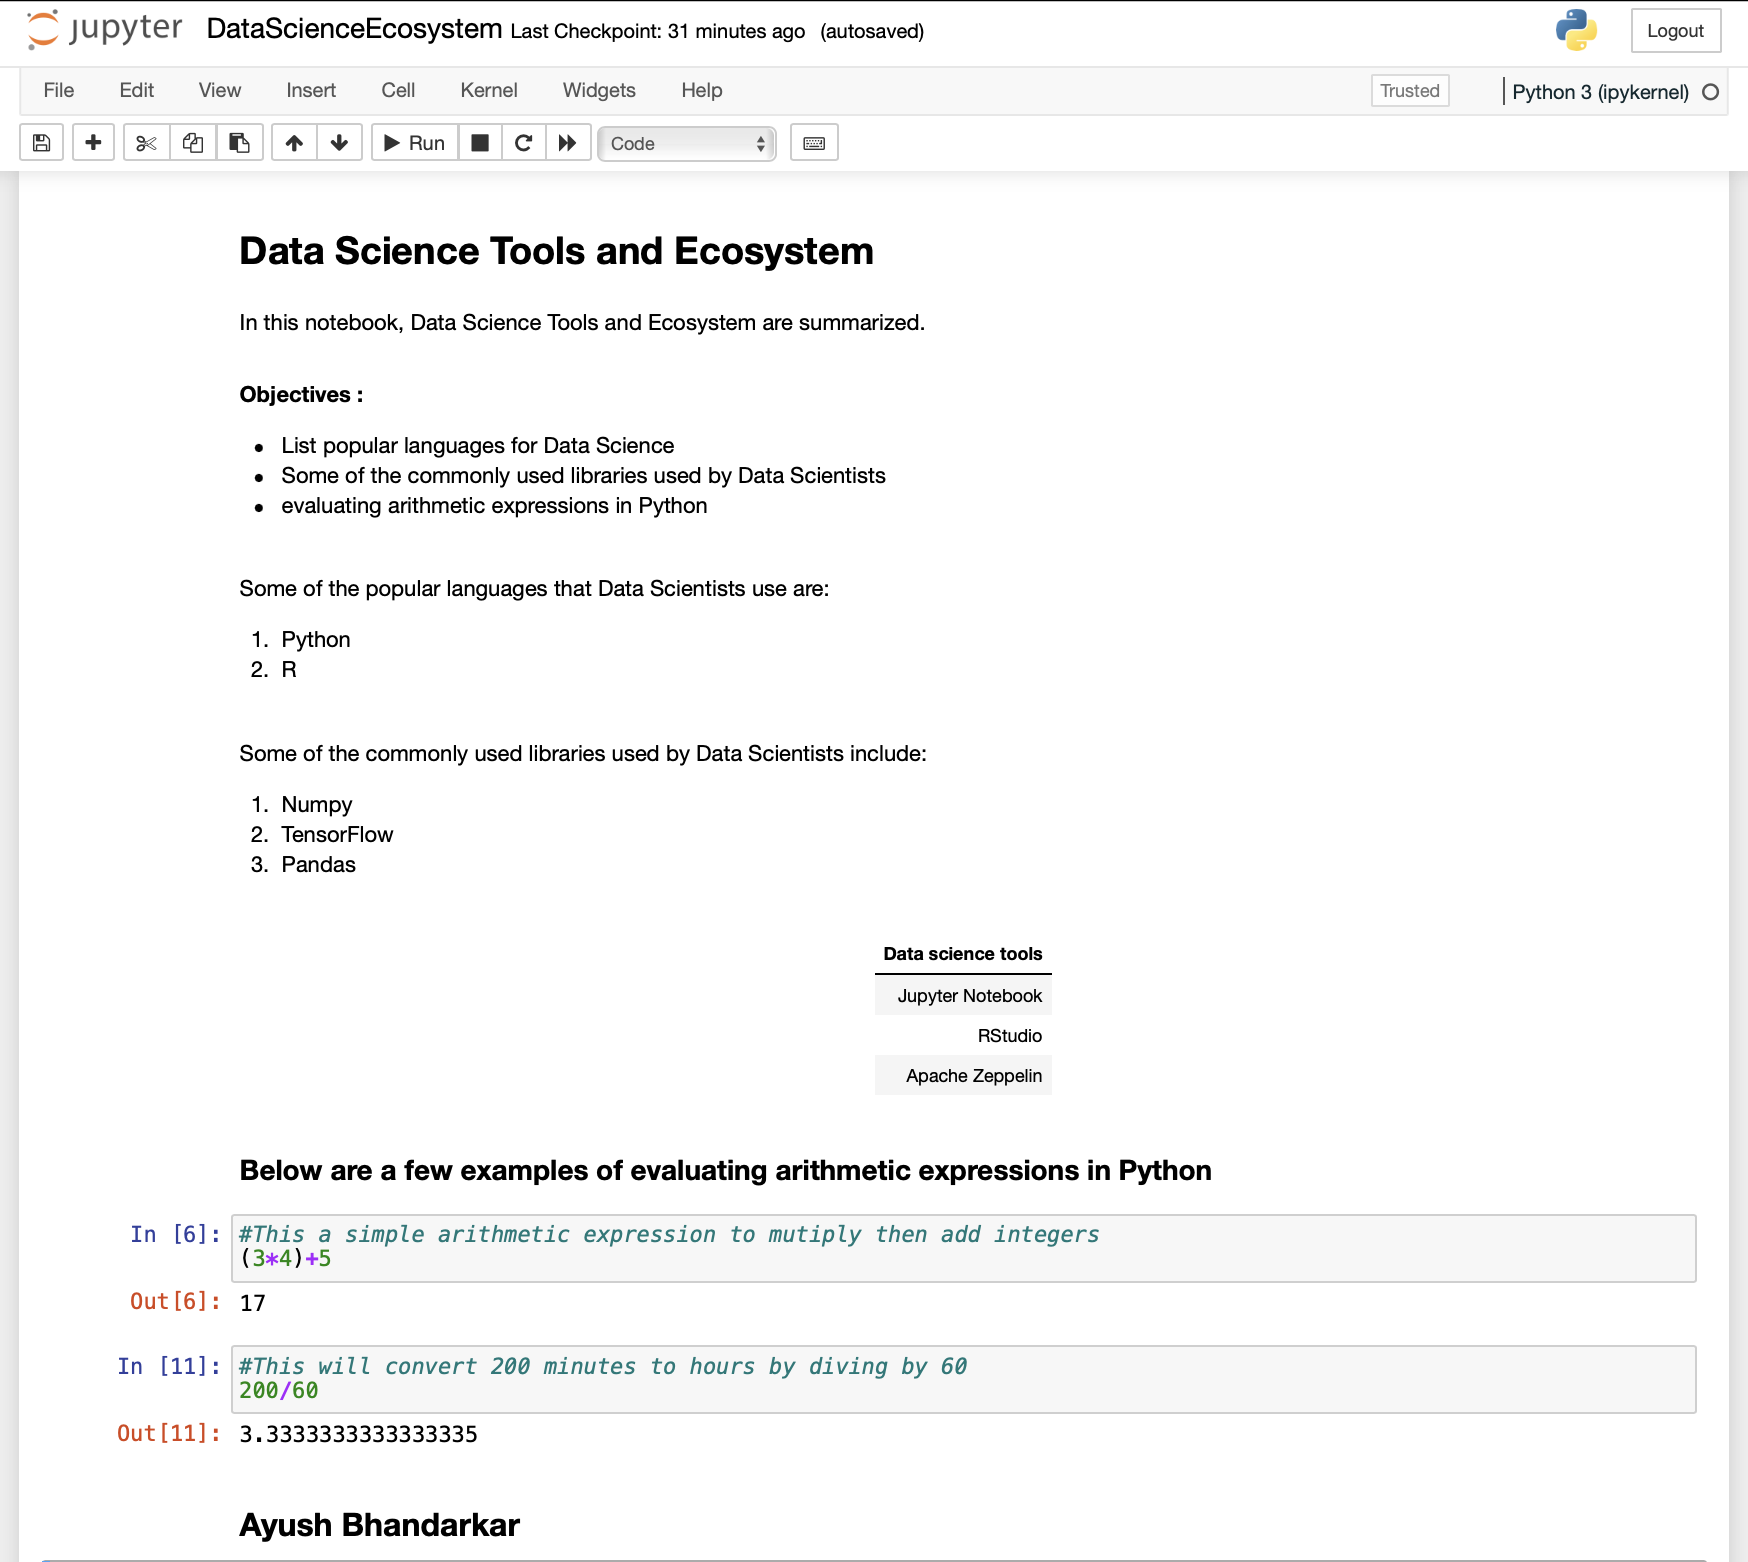 jupyter DataScienceEcosystem Last Checkpoint: 31 minutes ago (autosaved) Logout
File Edit View Insert Cell Kernel Widgets Help Trusted Python 3 (ipykernel)
Run Code
Data Science Tools and Ecosystem
In this notebook, Data Science Tools and Ecosystem are summarized.
Objectives :
• List popular languages for Data Science
• Some of the commonly used libraries used by Data Scientists
• evaluating arithmetic expressions in Python
Some of the popular languages that Data Scientists use are:
1. Python
2. R
Some of the commonly used libraries used by Data Scientists include:
1. Numpy
2. TensorFlow
3. Pandas
Data science tools
Jupyter Notebook
RStudio
Apache Zeppelin
Below are a few examples of evaluating arithmetic expressions in Python
In [6]: #This a simple arithmetic expression to mutiply then add integers
(3*4)+5
Out[6]: 17
In [11]: #This will convert 200 minutes to hours by diving by 60
200/60
Out[11]: 3.3333333333333335
Ayush Bhandarkar